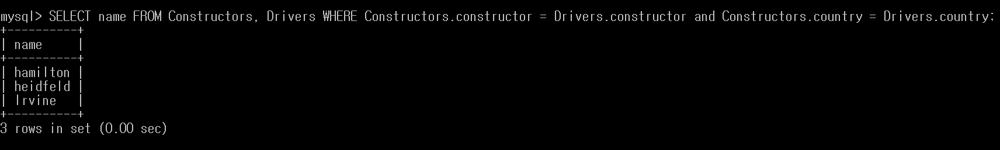 mysql> SELECT name FROM Constructors, Drivers WHERE Constructors.constructor = Drivers.constructor and Constructors.country = Drivers.country;
+----------+
| name     |
+----------+
| hamilton |
| heidfeld |
| Irvine   |
+----------+
3 rows in set (0.00 sec)